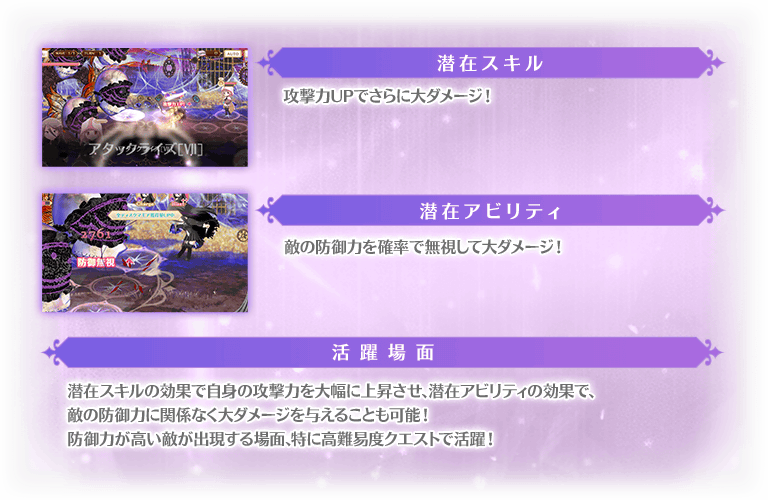 潜在スキル
攻撃力UPでさらに大ダメージ!
アタックライズ[Ⅶ]
潜在アビリティ
敵の防御力を確率で無視して大ダメージ!
2761
防御無視
活躍場面
潜在スキルの効果で自身の攻撃力を大幅に上昇させ、潜在アビリティの効果で、
敵の防御力に関係なく大ダメージを与えることも可能!
防御力が高い敵が出現する場面、特に高難易度クエストで活躍!